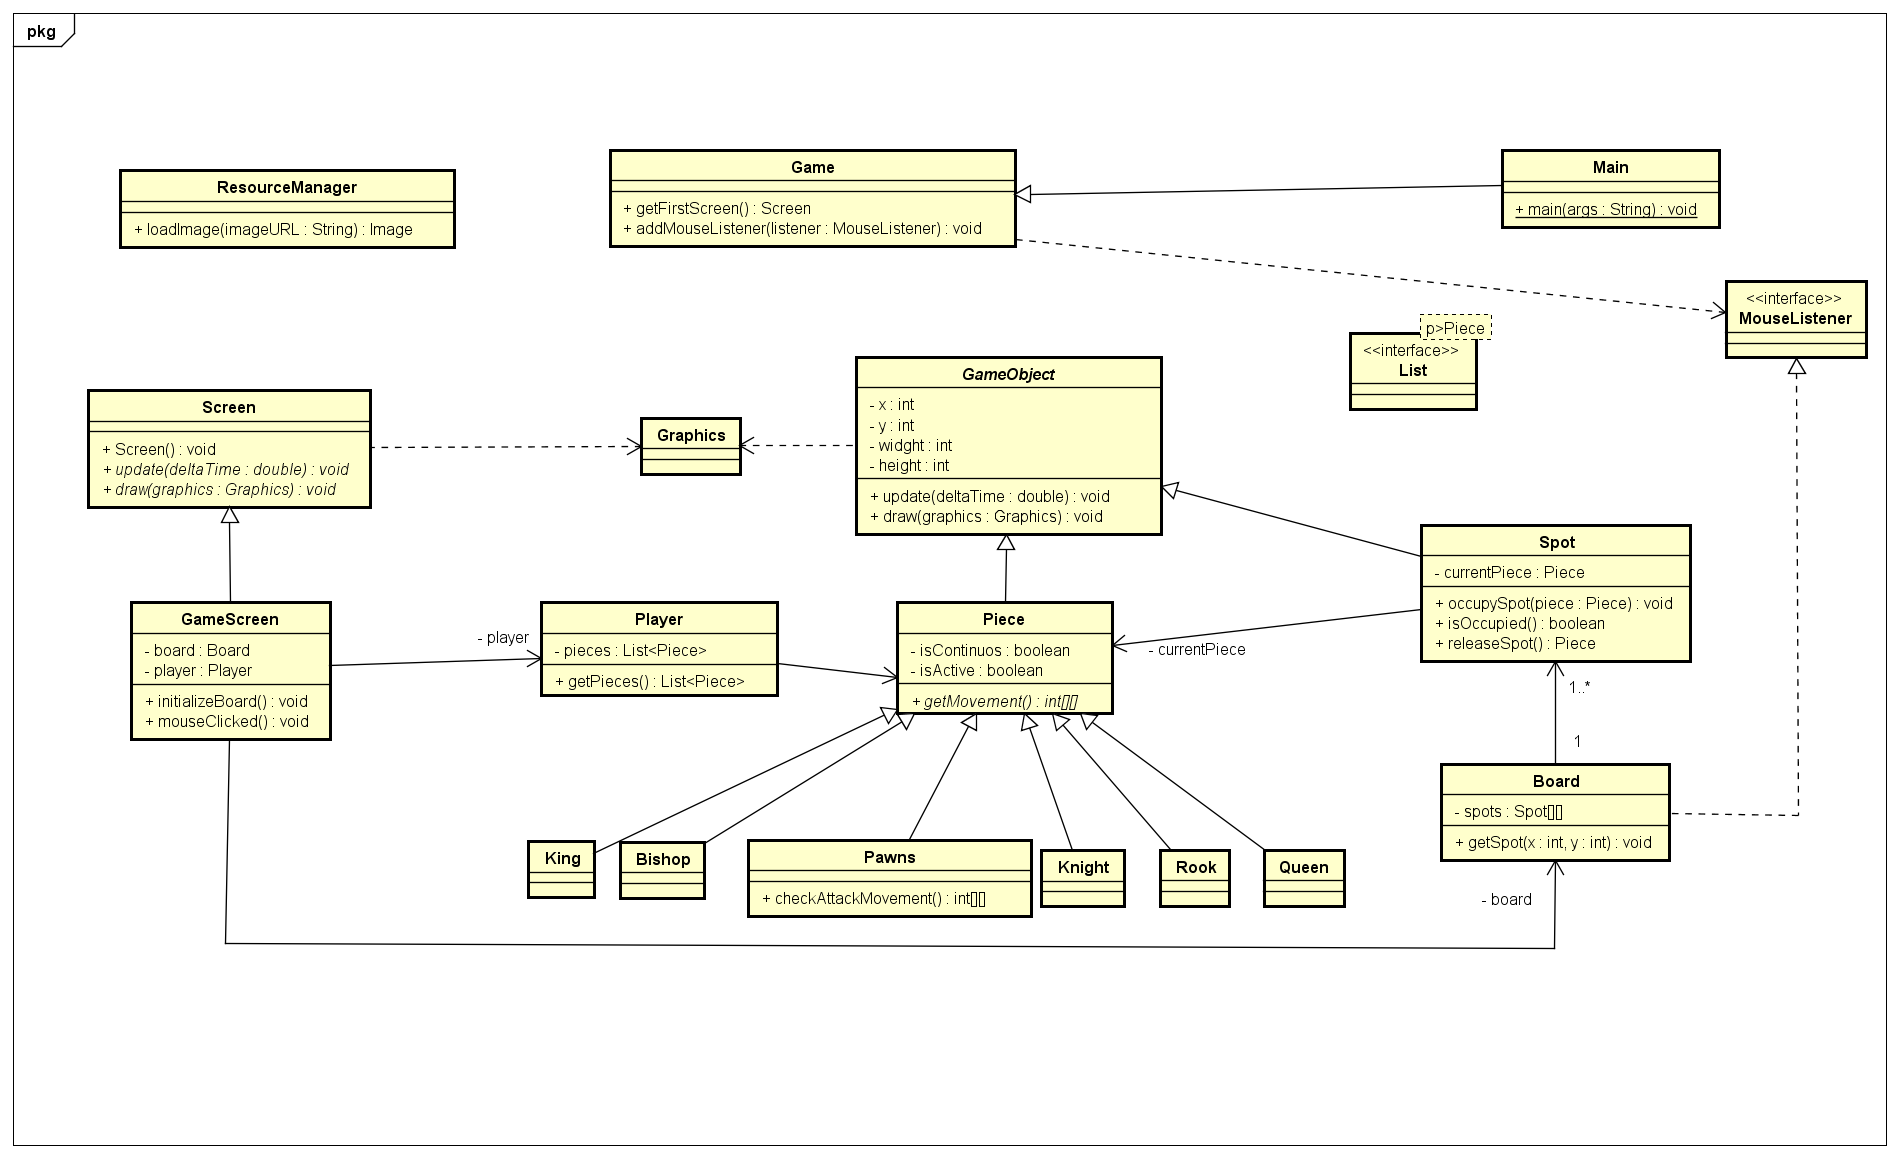 pkg
ResourceManager
+ loadImage(imageURL : String) : Image
Game
+ getFirstScreen() : Screen
+ addMouseListener(listener : MouseListener) : void
Main
+ main(args : String) : void
<<interface>>
MouseListener
p>Piece
<<interface>>
List
Screen
+ Screen() : void
+ update(deltaTime : double) : void
+ draw(graphics : Graphics) : void
Graphics
GameObject
- x : int
- y : int
- widght : int
- height : int
+ update(deltaTime : double) : void
+ draw(graphics : Graphics) : void
Spot
- currentPiece : Piece
+ occupySpot(piece : Piece) : void
+ isOccupied() : boolean
+ releaseSpot() : Piece
GameScreen
- board : Board
- player : Player
+ initializeBoard() : void
+ mouseClicked() : void
- player
Player
- pieces : List<Piece>
+ getPieces() : List<Piece>
Piece
- isContinuos : boolean
- isActive : boolean
+ getMovement() : int[][]
- currentPiece
1..*
1
Board
- spots : Spot[][]
+ getSpot(x : int, y : int) : void
- board
King
Bishop
Pawns
+ checkAttackMovement() : int[][]
Knight
Rook
Queen